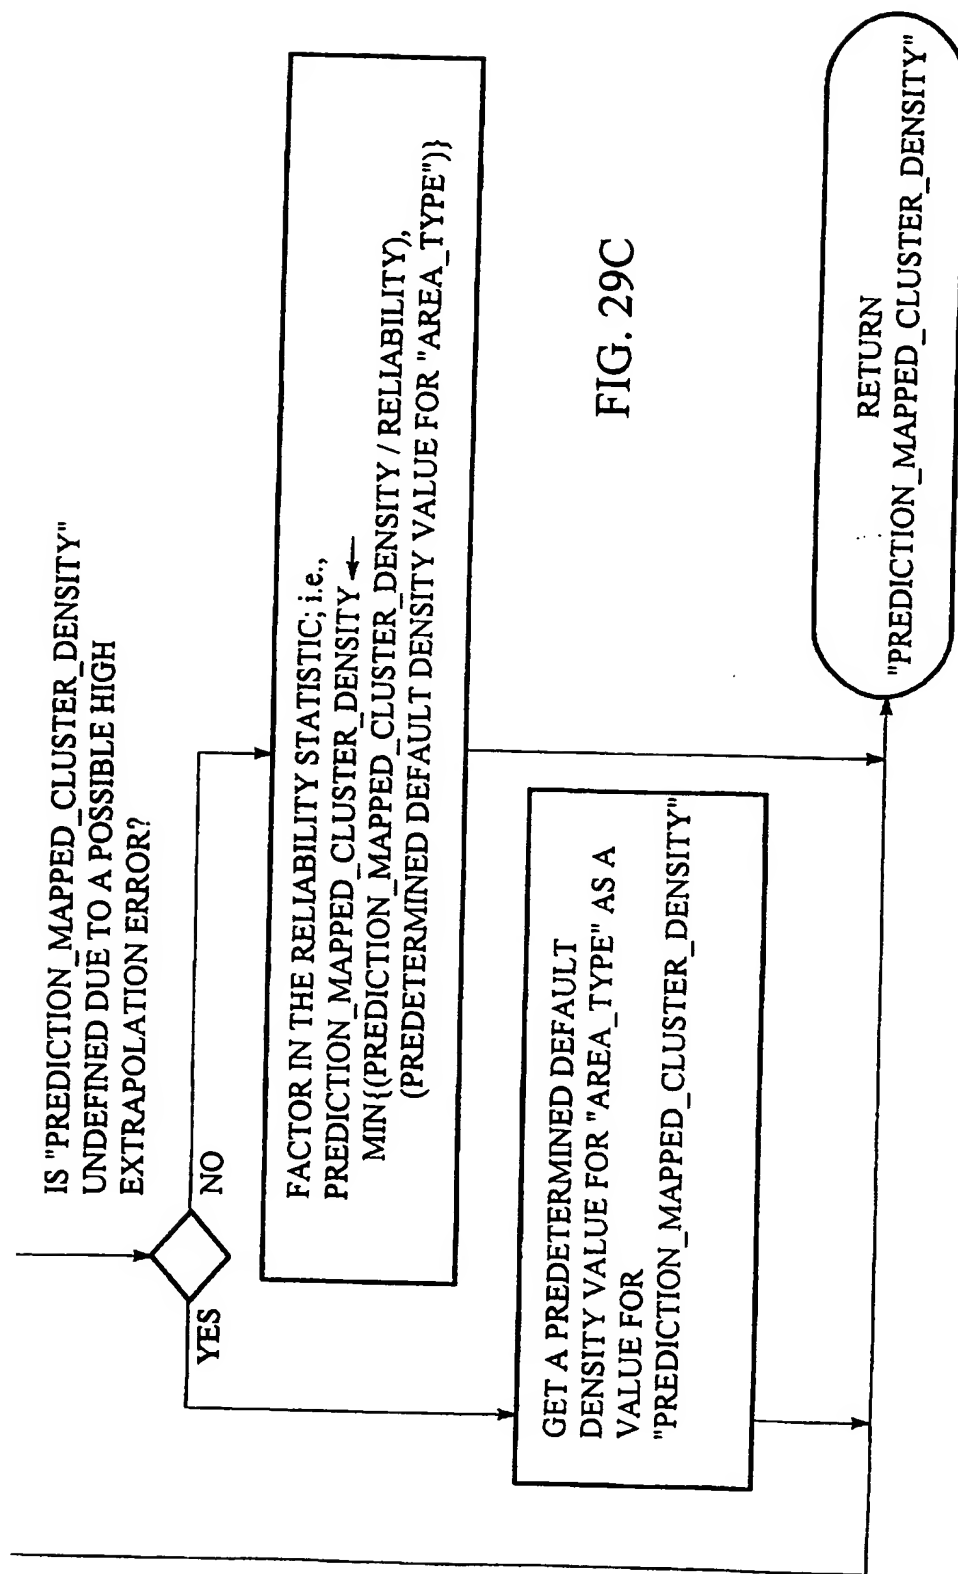 IS "PREDICTION_MAPPED_CLUSTER_DENSITY"
UNDEFINED DUE TO A POSSIBLE HIGH
EXTRAPOLATION ERROR?
YES
NO
FACTOR IN THE RELIABILITY STATISTIC; i.e.,
PREDICTION_MAPPED_CLUSTER_DENSITY ←
MIN{(PREDICTION_MAPPED_CLUSTER_DENSITY / RELIABILITY),
(PREDETERMINED DEFAULT DENSITY VALUE FOR "AREA_TYPE")}
GET A PREDETERMINED DEFAULT
DENSITY VALUE FOR "AREA_TYPE" AS A
VALUE FOR
"PREDICTION_MAPPED_CLUSTER_DENSITY"
FIG. 29C
RETURN
"PREDICTION_MAPPED_CLUSTER_DENSITY"